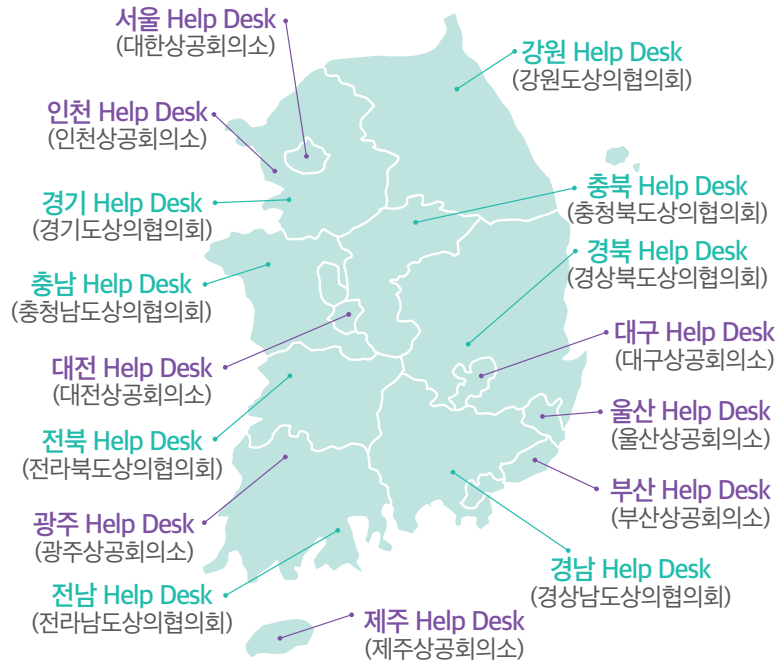 서울 Help Desk
(대한상공회의소)
강원 Help Desk
(강원도상의협의회)
인천 Help Desk
(인천상공회의소)
경기 Help Desk
(경기도상의협의회)
충북 Help Desk
(충청북도상의협의회)
경북 Help Desk
(경상북도상의협의회)
충남 Help Desk
(충청남도상의협의회)
대구 Help Desk
(대구상공회의소)
대전 Help Desk
(대전상공회의소)
울산 Help Desk
(울산상공회의소)
전북 Help Desk
(전라북도상의협의회)
부산 Help Desk
(부산상공회의소)
광주 Help Desk
(광주상공회의소)
경남 Help Desk
(경상남도상의협의회)
전남 Help Desk
(전라남도상의협의회)
제주 Help Desk
(제주상공회의소)